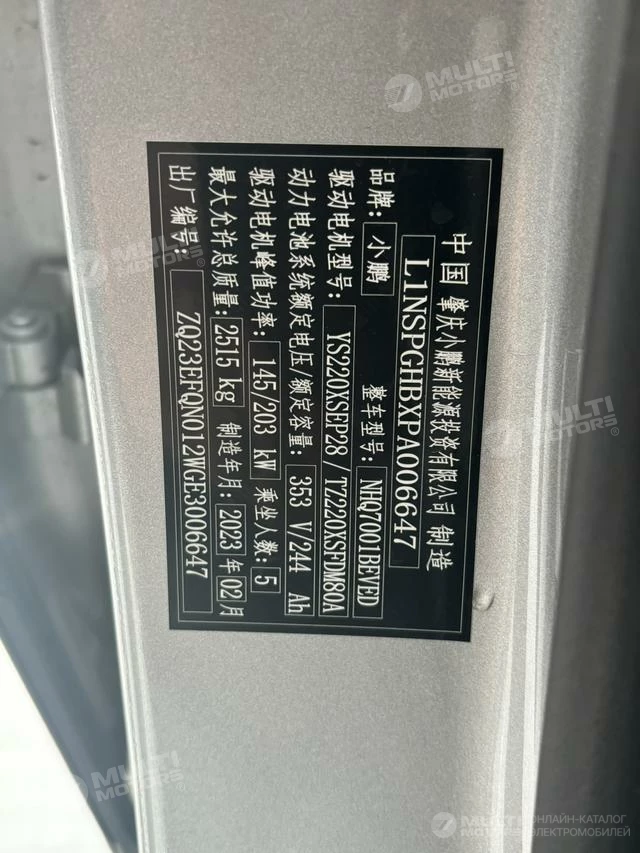 中国 肇庆小鹏新能源投资有限公司 制造
L1NSPGHBXPA006647
品牌: 小鹏 整车型号: NHQ7001BEVED
驱动电机型号: YS220XSEP28/TZ220XSFDM80A
动力电池系统额定电压/额定容量: 353 V/244 Ah
驱动电机峰值功率: 145/203 kW 乘坐人数: 5
最大允许总质量: 2515 kg 制造年月: 2023 年 02 月
出厂编号: ZQ23EFQN012WGE3006647
MULTI MOTORS
MULTI MOTORS
MULTI MOTORS
MULTI MOTORS
MULTI
ОНЛАЙН-КАТАЛОГ
ЭЛЕКТРОМОБИЛЕЙ